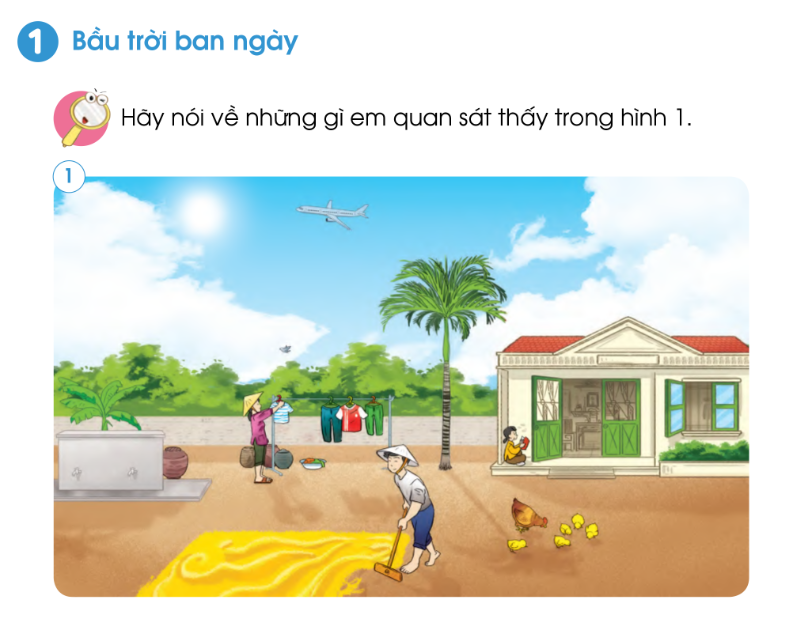 1 Bầu trời ban ngày
Hãy nói về những gì em quan sát thấy trong hình 1.
1